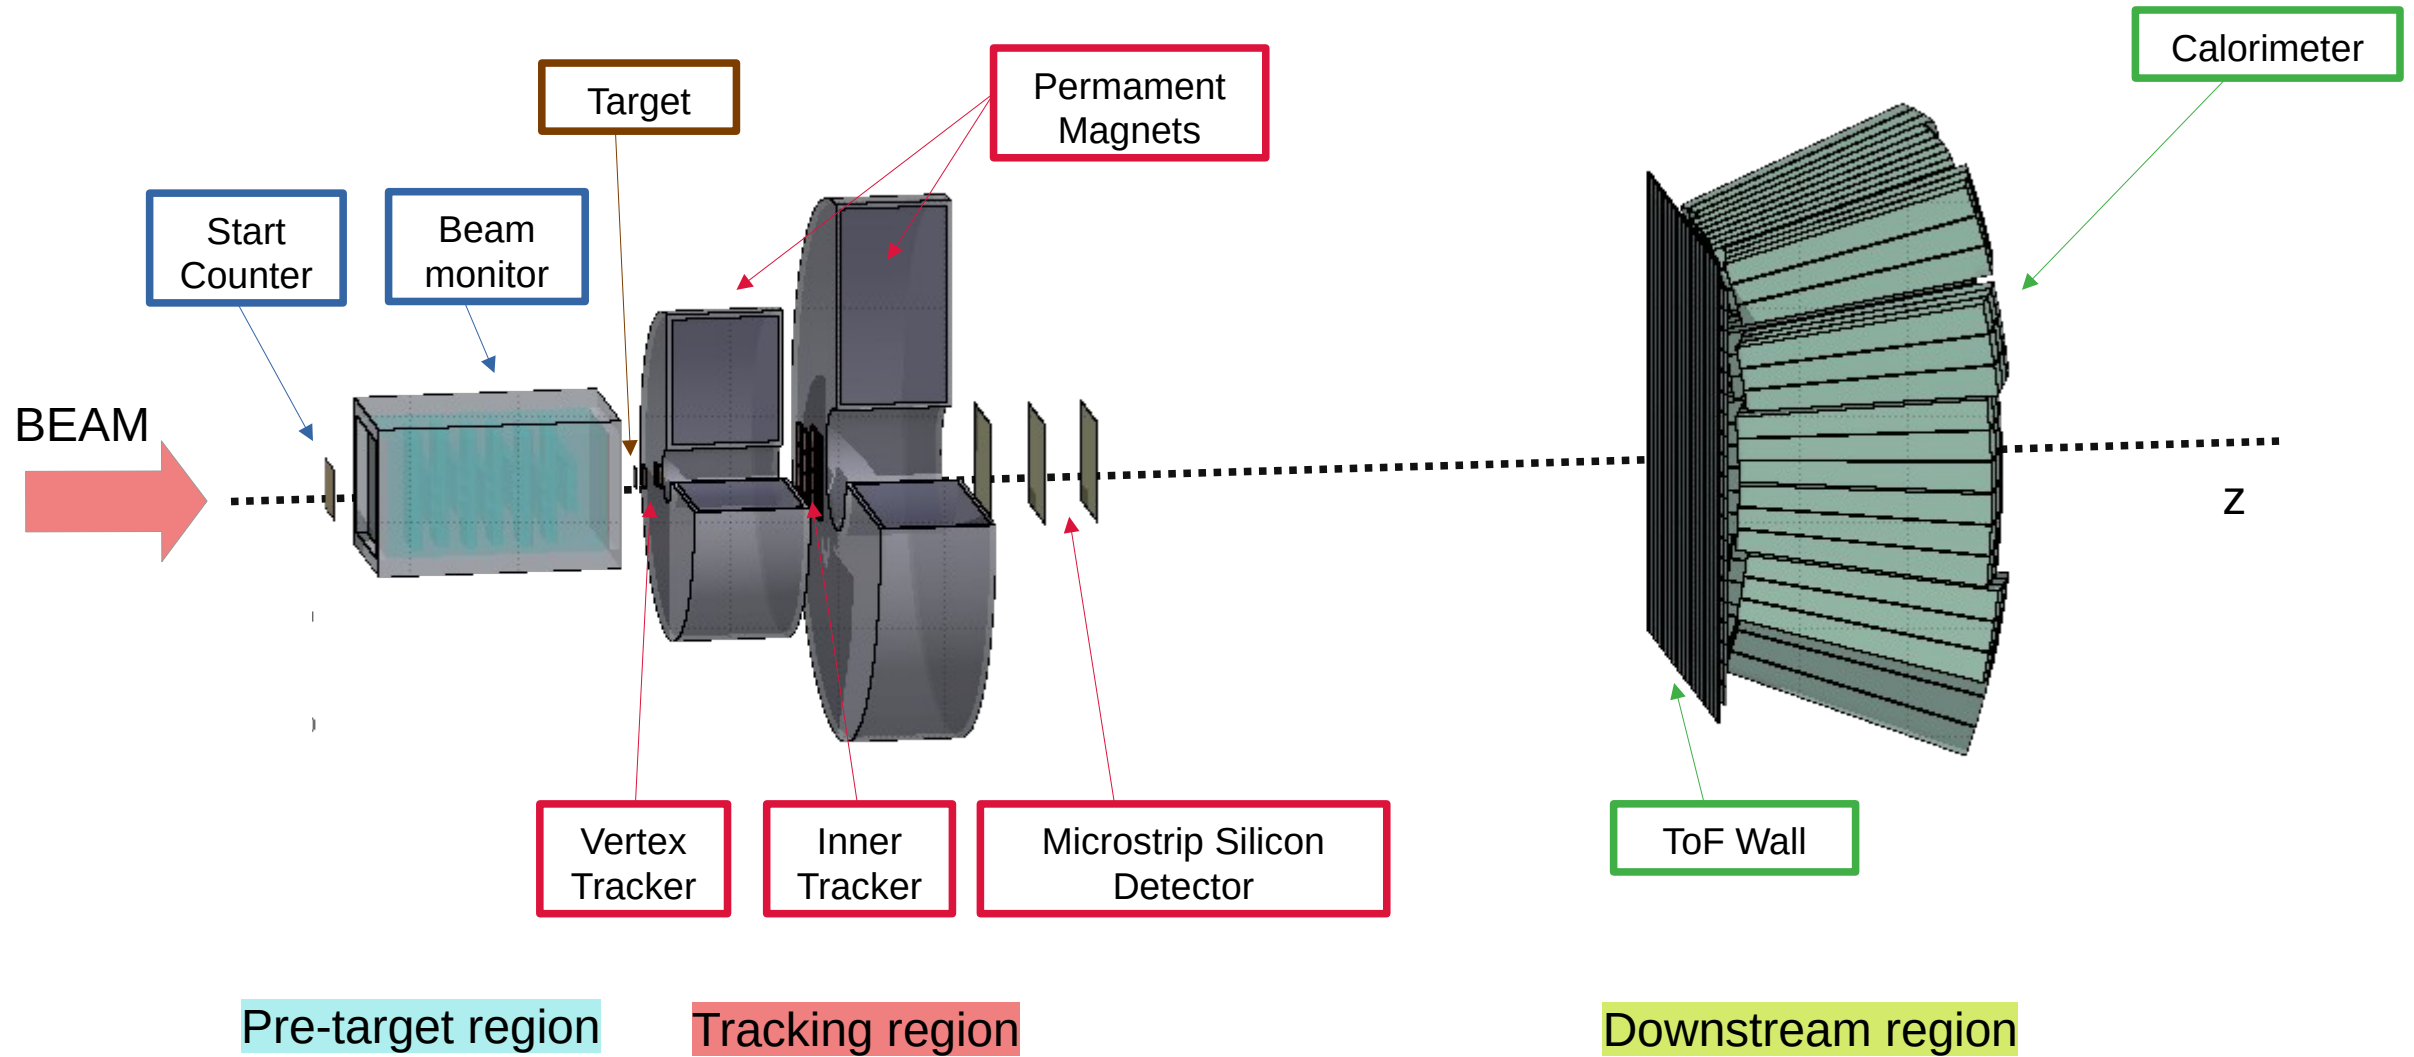 Calorimeter
Permament
Magnets
Target
Start
Counter
Beam
monitor
BEAM
z
Vertex
Tracker
Inner
Tracker
Microstrip Silicon
Detector
ToF Wall
Pre-target region
Tracking region
Downstream region